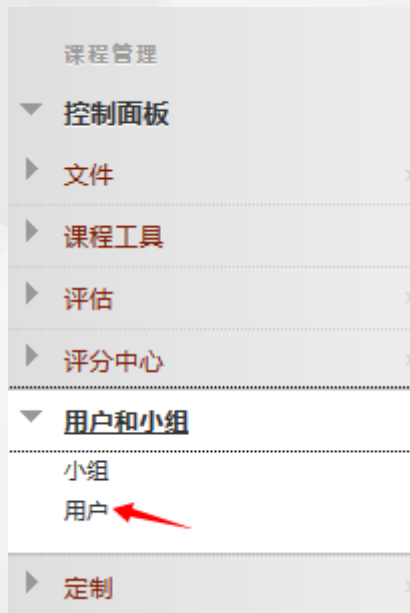 课程管理
控制面板
文件
课程工具
评估
评分中心
用户和小组
小组
用户
定制